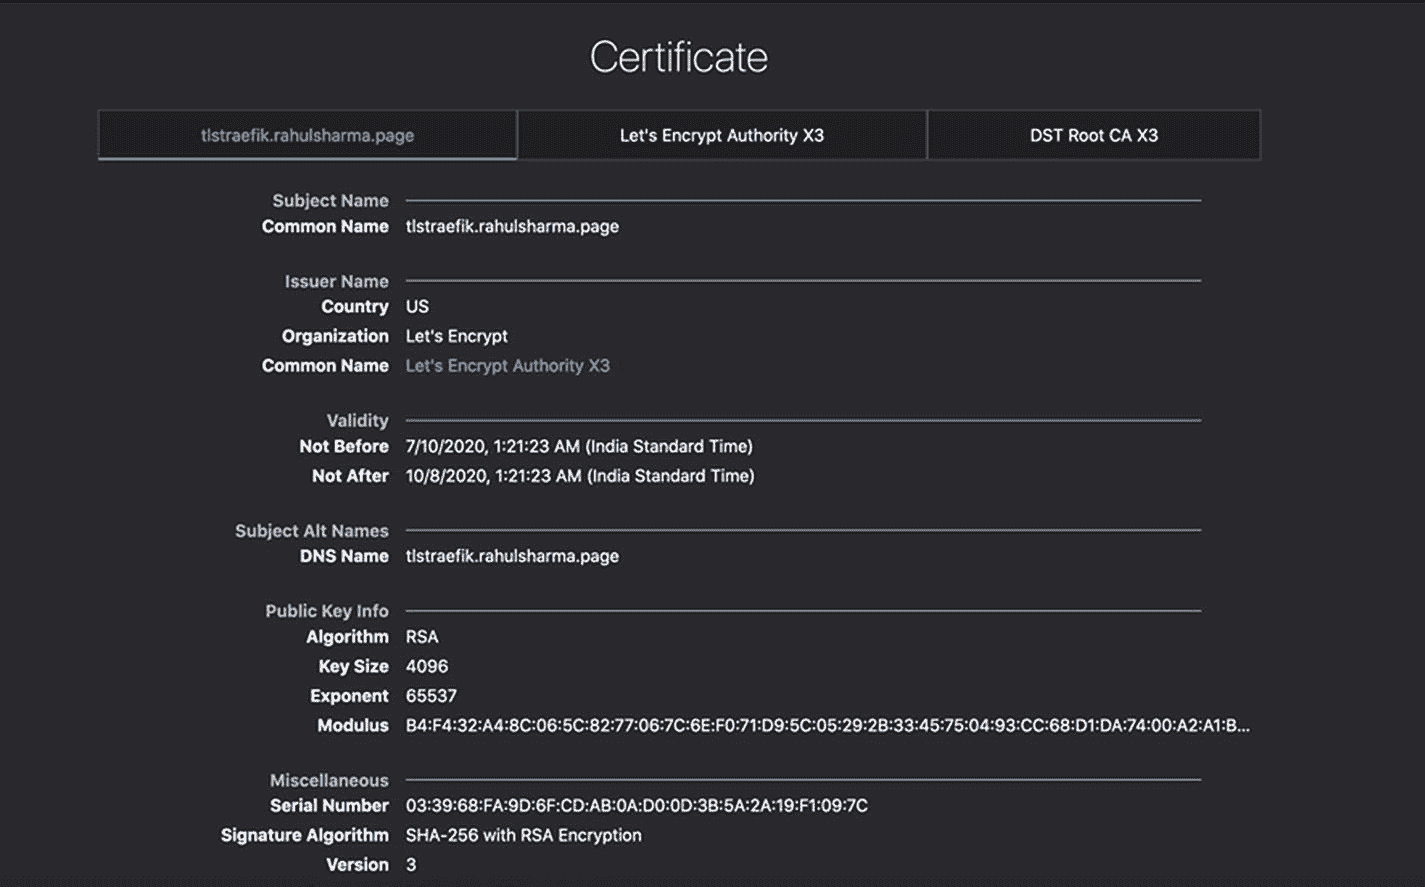 Certificate
tlstraefik.rahulsharma.page Let's Encrypt Authority X3 DST Root CA X3
Subject Name
Common Name tlstraefik.rahulsharma.page
Issuer Name
Country US
Organization Let's Encrypt
Common Name Let's Encrypt Authority X3
Validity
Not Before 7/10/2020, 1:21:23 AM (India Standard Time)
Not After 10/8/2020, 1:21:23 AM (India Standard Time)
Subject Alt Names
DNS Name tlstraefik.rahulsharma.page
Public Key Info
Algorithm RSA
Key Size 4096
Exponent 65537
Modulus B4:F4:32:A4:8C:06:5C:82:77:06:7C:6E:F0:71:D9:5C:05:29:2B:33:45:75:04:93:CC:68:D1:DA:74:00:A2:A1:B...
Miscellaneous
Serial Number 03:39:68:FA:9D:6F:CD:AB:0A:D0:0D:3B:5A:2A:19:F1:09:7C
Signature Algorithm SHA-256 with RSA Encryption
Version 3